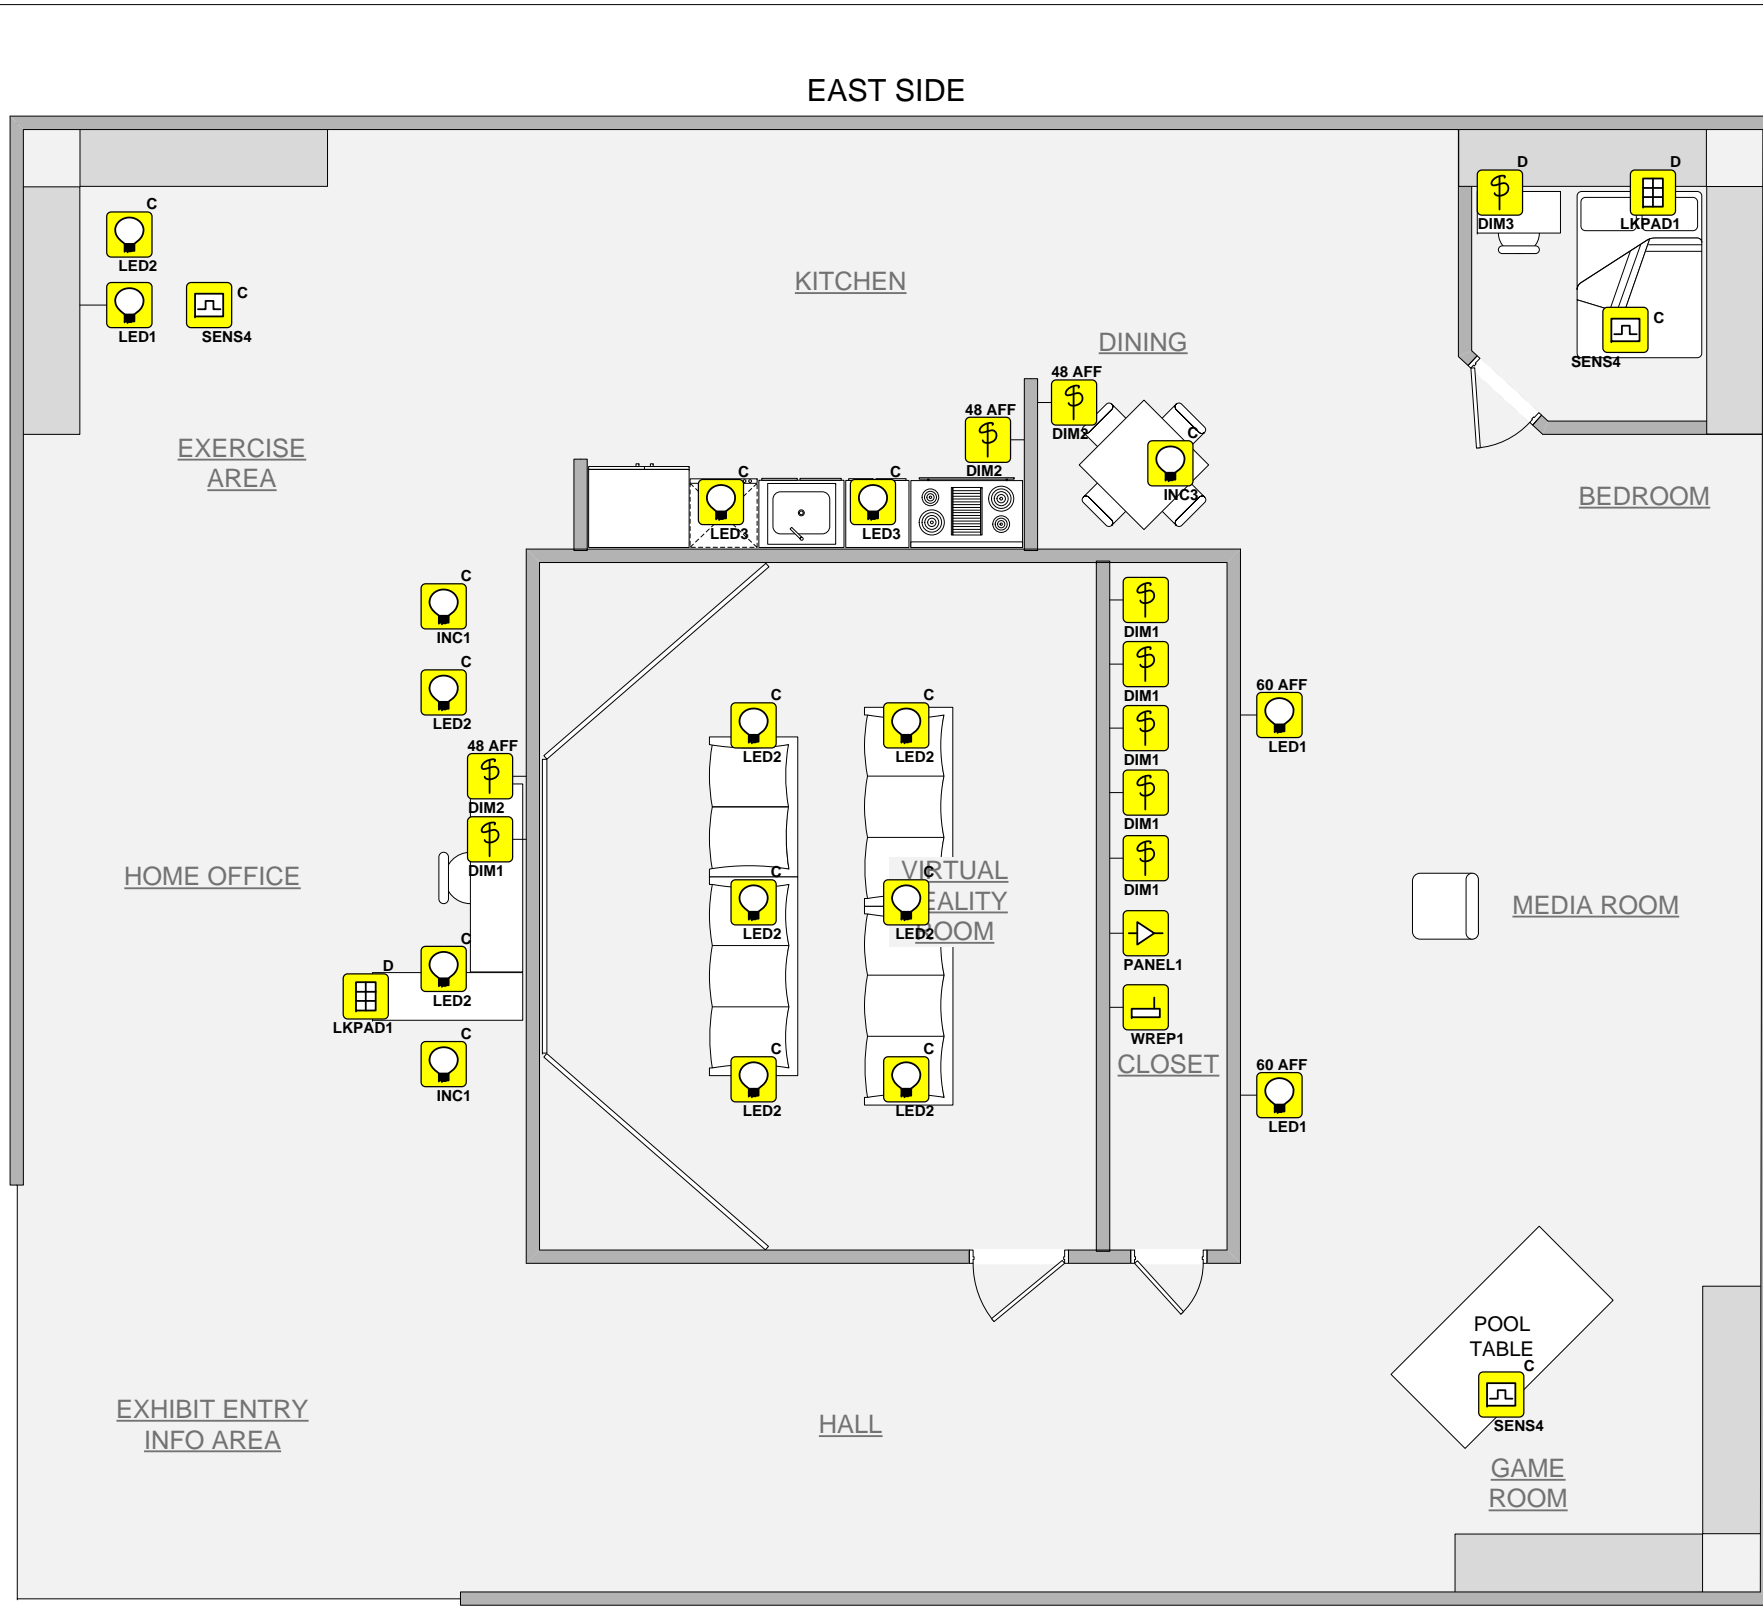 EAST SIDE
D
D
DIM3
LKPAD1
C
LED2
C
LED1
SENS4
KITCHEN
C
SENS4
DINING
48 AFF
DIM2
48 AFF
DIM2
C
INC3
EXERCISE
AREA
C
LED3
C
LED3
BEDROOM
C
INC1
C
LED2
48 AFF
DIM2
DIM1
HOME OFFICE
C
LED2
D
LKPAD1
C
INC1
C
LED2
C
LED2
C
LED2
VIRTUAL
REALITY
ROOM
C
LED2
C
LED2
C
LED2
DIM1
DIM1
DIM1
DIM1
DIM1
PANEL1
WREP1
CLOSET
60 AFF
LED1
MEDIA ROOM
60 AFF
LED1
POOL
TABLE
C
SENS4
GAME
ROOM
EXHIBIT ENTRY
INFO AREA
HALL